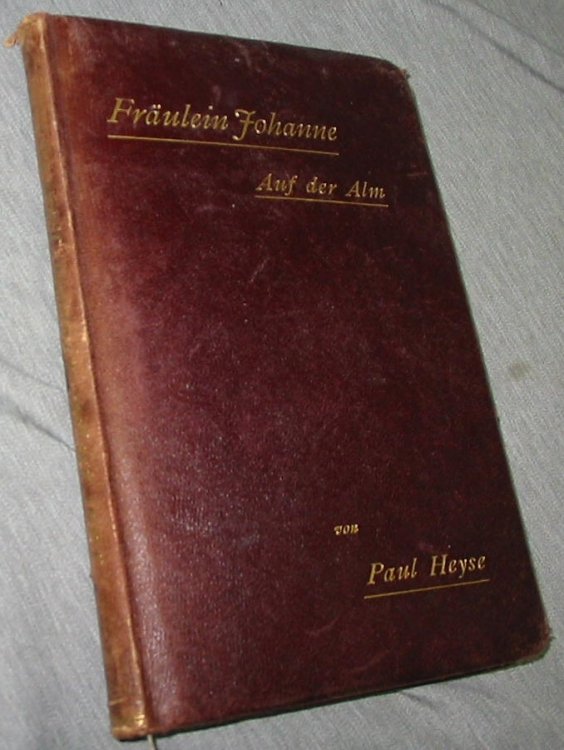 Fräulein Johanne
Auf der Alm
von
Paul Heyse